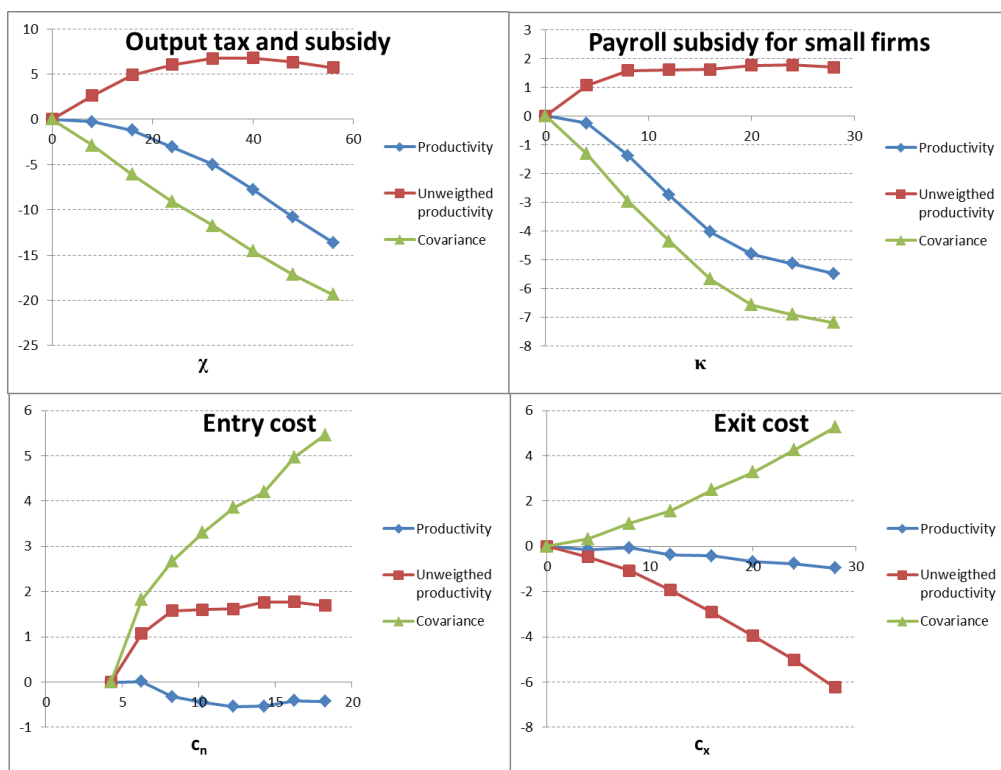 Output tax and subsidy
10
5
0
0
20
40
60
-5
-10
-15
-20
-25
χ
Productivity
Unweigthed
productivity
Covariance
Payroll subsidy for small firms
3
2
1
0
0
10
20
30
-1
-2
-3
-4
-5
-6
-7
-8
κ
Productivity
Unweigthed
productivity
Covariance
Entry cost
6
5
4
3
2
1
0
0
5
10
15
20
-1
cn
Productivity
Unweigthed
productivity
Covariance
Exit cost
6
4
2
0
0
10
20
30
-2
-4
-6
-8
cx
Productivity
Unweigthed
productivity
Covariance